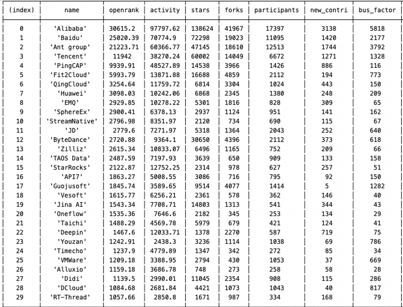 (index) name openrank activity stars forks participants new_contri bus_factor
0 'Alibaba' 30615.2 97797.62 138624 41967 17397 3138 5818
1 'Baidu' 25020.39 70774.9 72298 19023 11095 1420 2177
2 'Ant group' 21223.71 60366.77 47145 18610 12513 1744 3792
3 'Tencent' 11942 38270.24 60202 14049 6672 1271 1328
4 'PingCAP' 9939.91 48527.89 14538 3966 1426 886 116
5 'Fit2Cloud' 5993.79 13871.88 16688 4859 2112 194 773
6 'QingCloud' 3254.64 11759.72 6814 3304 1024 443 150
7 'Huawei' 3098.03 10242.06 6868 2345 1380 248 209
8 'EMQ' 2929.85 10278.22 5301 1816 828 309 65
9 'SphereEx' 2900.41 6378.13 2937 1124 951 141 162
10 'StreamNative' 2796.98 8351.97 2120 734 690 115 67
11 'JD' 2779.6 7271.97 5318 1364 2043 252 640
12 'ByteDance' 2720.88 9364.1 30650 4396 2112 373 618
13 'Zilliz' 2615.34 10833.07 6496 1165 752 209 66
14 'TAOS Data' 2487.59 7197.93 3639 650 909 133 158
15 'StarRocks' 2122.87 12752.25 2314 978 627 257 51
16 'API7' 1863.27 5008.55 3086 716 795 92 150
17 'Guojusoft' 1845.74 3589.65 9514 4077 1414 5 1282
18 'Vesoft' 1615.77 6256.21 2361 578 362 146 40
19 'Jina AI' 1543.34 7708.71 14803 1313 541 344 43
20 'Oneflow' 1535.36 7646.6 2182 345 253 134 29
21 'Taichi' 1488.29 4569.78 5979 679 421 124 41
22 'Deepin' 1467.6 12033.71 1378 2270 587 719 75
23 'Youzan' 1242.91 2438.3 3236 1114 1038 69 786
24 'Timecho' 1237.9 4779.89 1347 342 272 85 34
25 'VMWare' 1209.18 3388.95 2794 430 1053 37 669
26 'Alluxio' 1159.18 3686.78 748 273 258 58 28
27 'Didi' 1139.5 2990.01 11045 2354 908 115 286
28 'DCloud' 1084.68 2681.84 4421 1073 1043 40 817
29 'RT-Thread' 1057.66 2850.8 1671 987 334 168 79